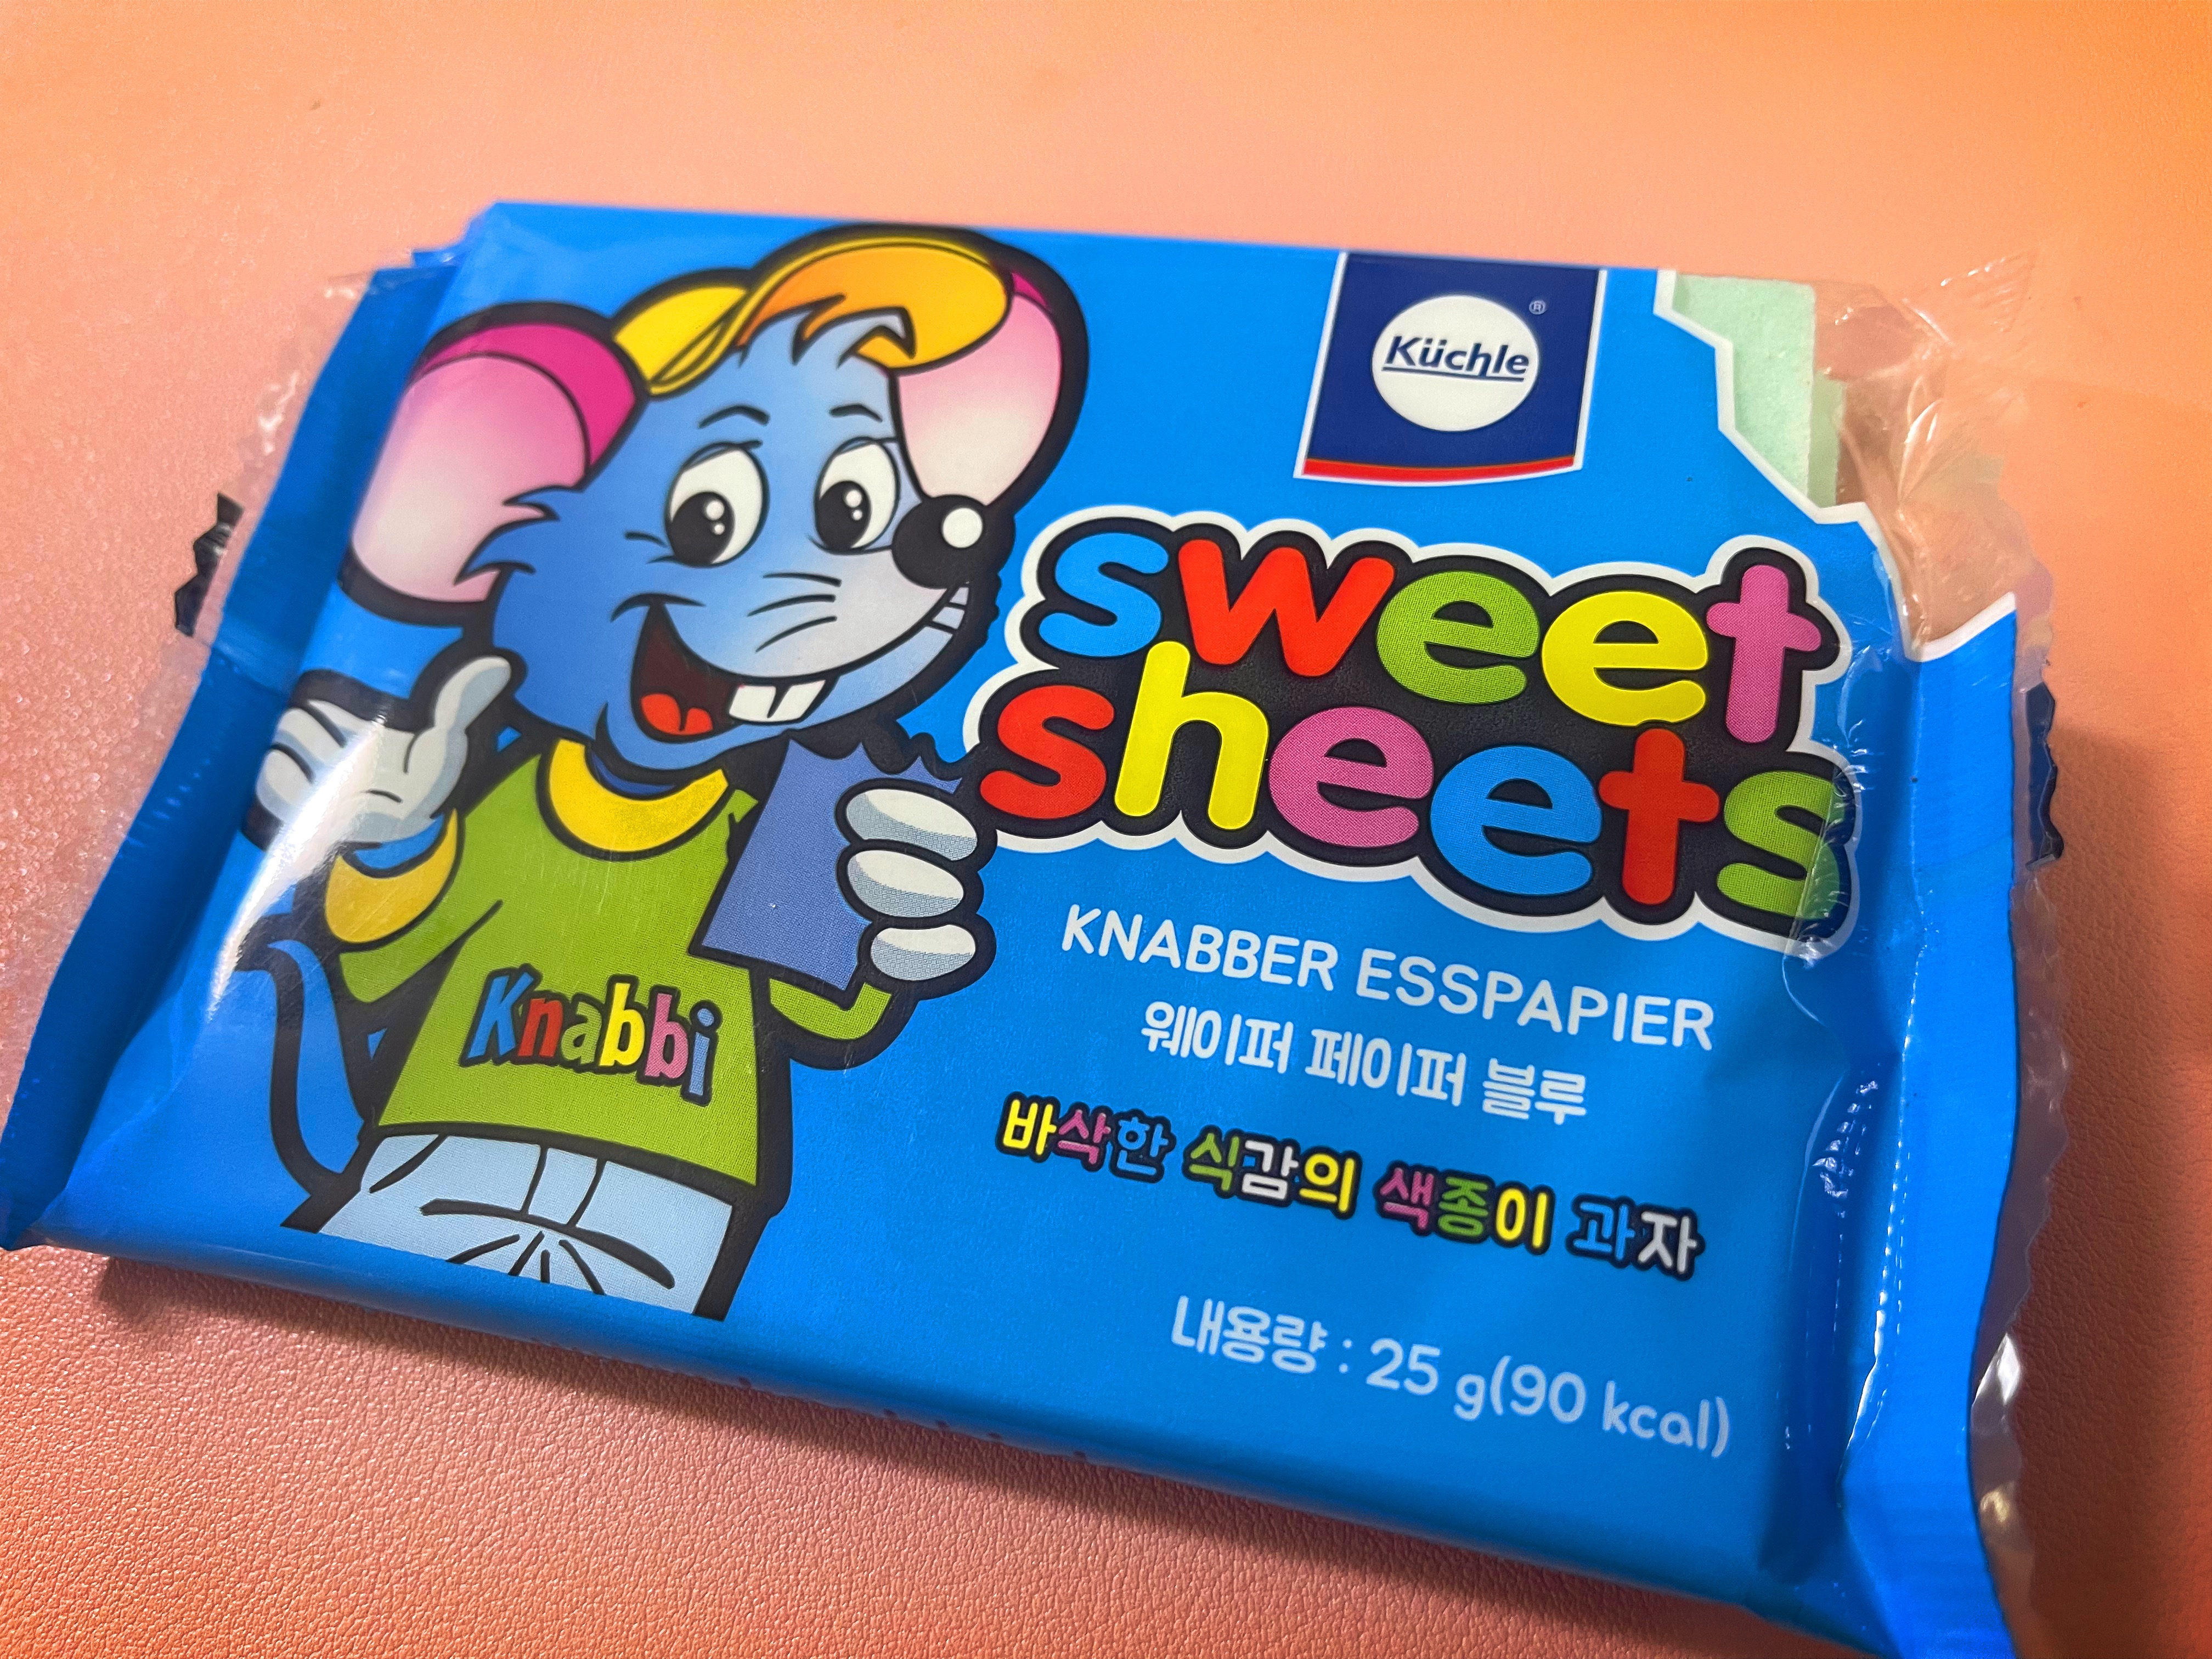 Küchle
®
sweet
sheets
KNABBER ESSPAPIER
웨이퍼 페이퍼 블루
바삭한 식감의 색종이 과자
내용량 : 25 g(90 kcal)
Knabbi